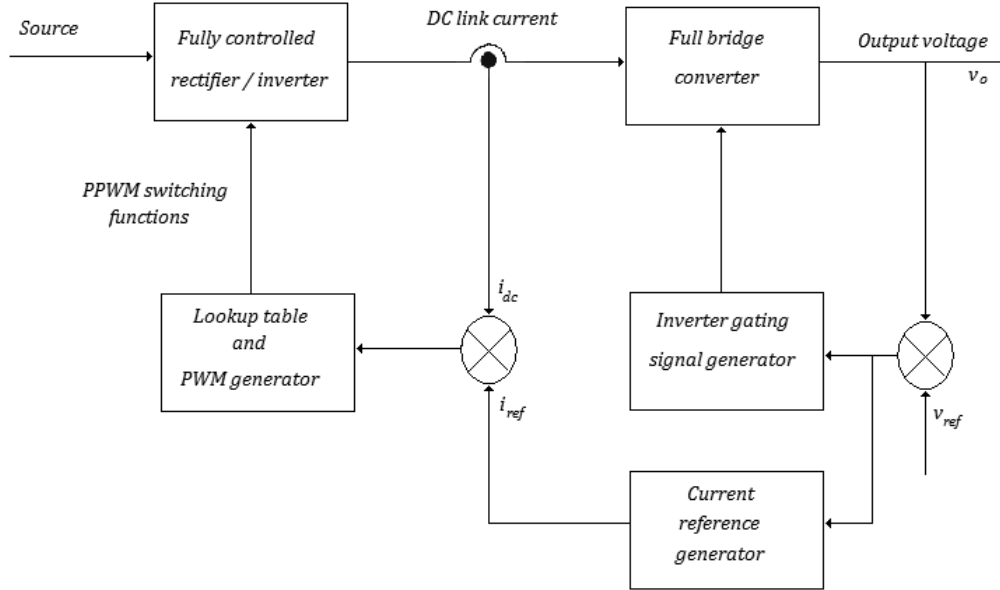 Source
Fully controlled
rectifier / inverter
DC link current
Full bridge
converter
Output voltage
v_o
PPWM switching
functions
i_dc
Lookup table
and
PWM generator
Inverter gating
signal generator
i_ref
v_ref
Current
reference
generator